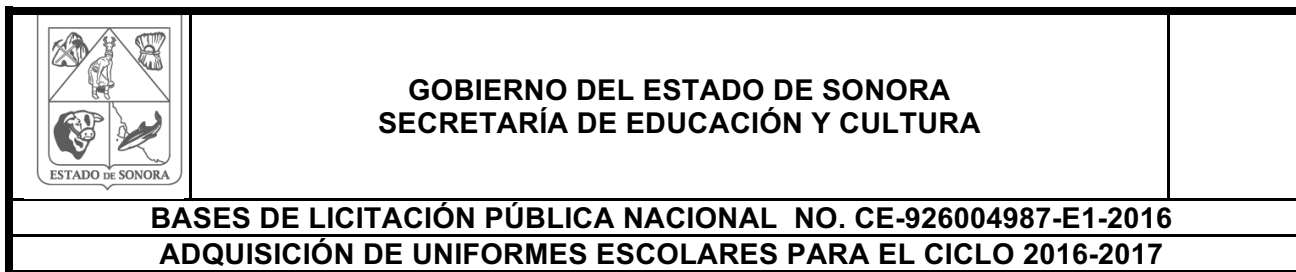 GOBIERNO DEL ESTADO DE SONORA
SECRETARÍA DE EDUCACIÓN Y CULTURA
ESTADO DE SONORA
BASES DE LICITACIÓN PÚBLICA NACIONAL NO. CE-926004987-E1-2016
ADQUISICIÓN DE UNIFORMES ESCOLARES PARA EL CICLO 2016-2017